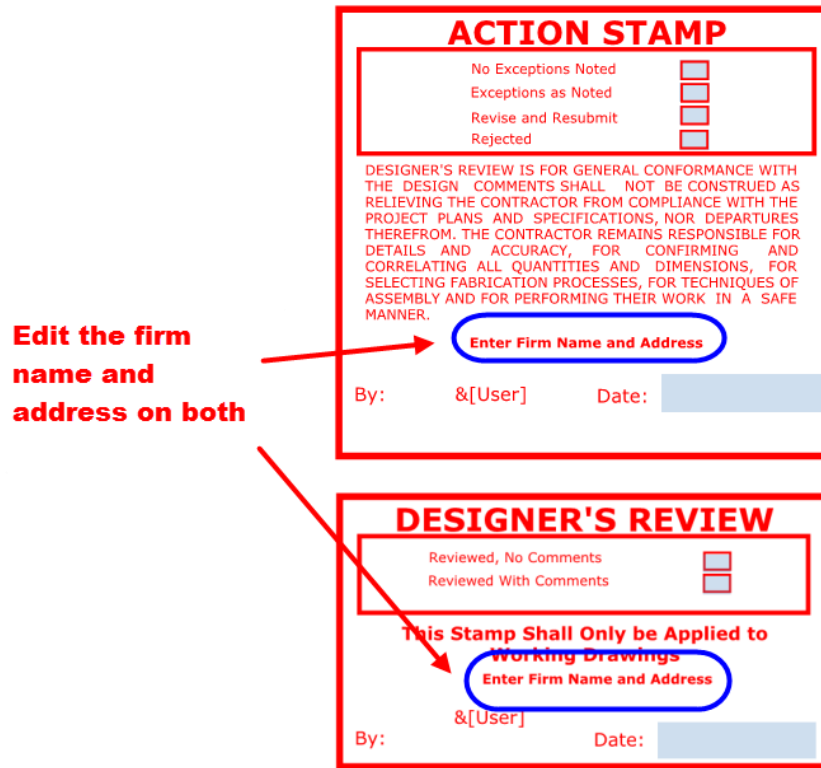 ACTION STAMP
No Exceptions Noted
Exceptions as Noted
Revise and Resubmit
Rejected
DESIGNER'S REVIEW IS FOR GENERAL CONFORMANCE WITH
THE DESIGN COMMENTS SHALL NOT BE CONSTRUED AS
RELIEVING THE CONTRACTOR FROM COMPLIANCE WITH THE
PROJECT PLANS AND SPECIFICATIONS, NOR DEPARTURES
THEREFROM. THE CONTRACTOR REMAINS RESPONSIBLE FOR
DETAILS AND ACCURACY, FOR CONFIRMING AND
CORRELATING ALL QUANTITIES AND DIMENSIONS, FOR
SELECTING FABRICATION PROCESSES, FOR TECHNIQUES OF
ASSEMBLY AND FOR PERFORMING THEIR WORK IN A SAFE
MANNER.
Enter Firm Name and Address
By: &[User] Date:
Edit the firm
name and
address on both
DESIGNER'S REVIEW
Reviewed, No Comments
Reviewed With Comments
This Stamp Shall Only be Applied to
Working Drawings
Enter Firm Name and Address
&[User]
By: Date: